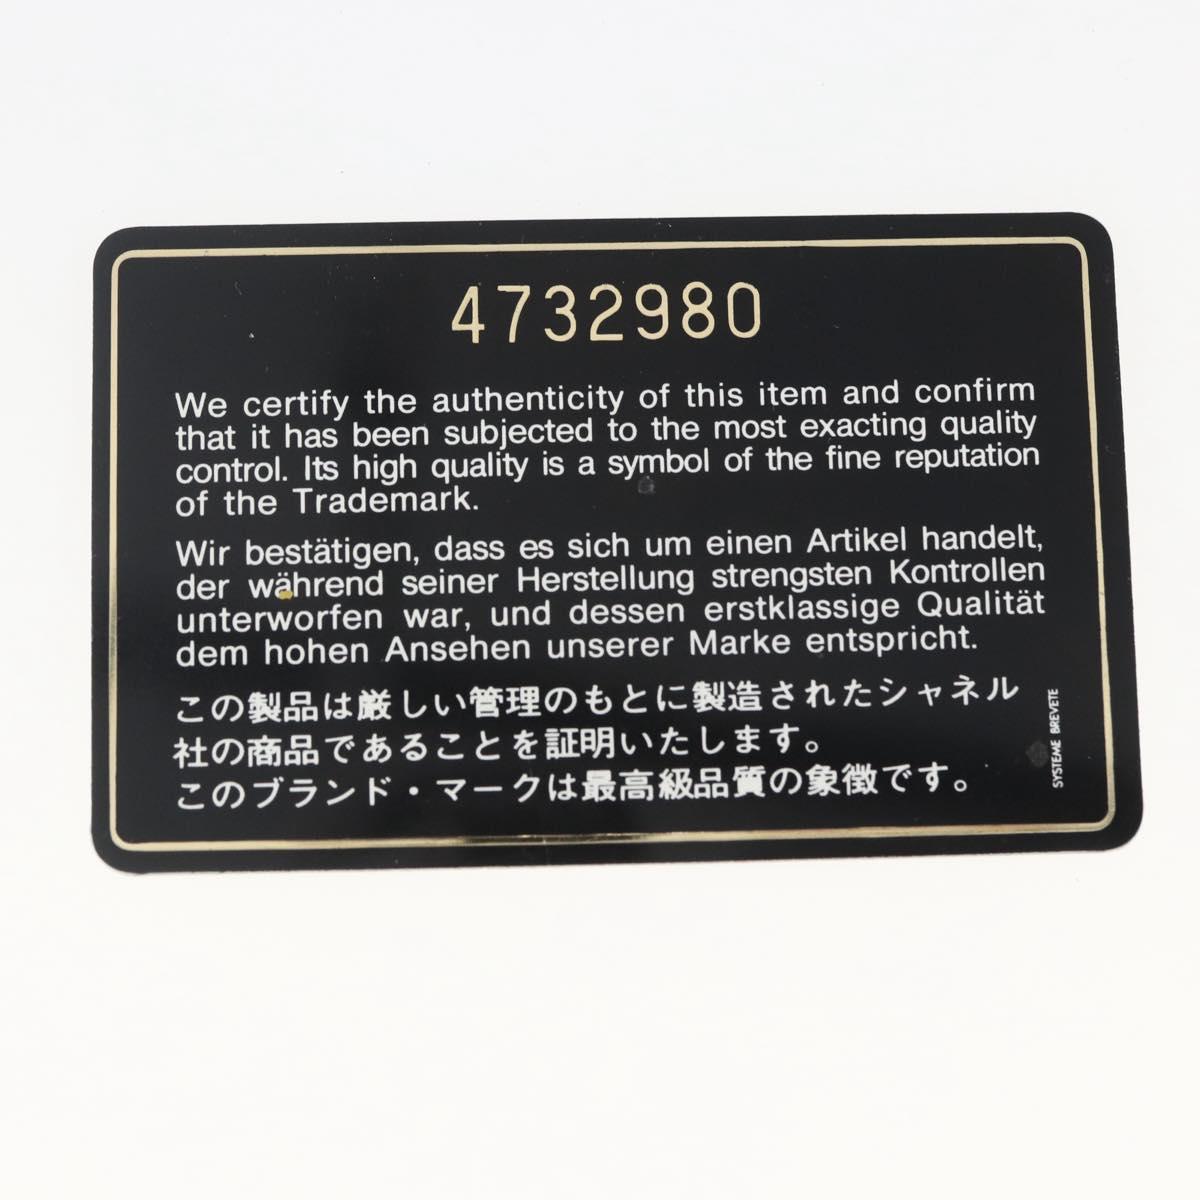 4732980
We certify the authenticity of this item and confirm
that it has been subjected to the most exacting quality
control. Its high quality is a symbol of the fine reputation
of the Trademark.
Wir bestätigen, dass es sich um einen Artikel handelt,
der während seiner Herstellung strengsten Kontrollen
unterworfen war, und dessen erstklassige Qualität
dem hohen Ansehen unserer Marke entspricht.
この製品は厳しい管理のもとに製造されたシャネル
社の商品であることを証明いたします。
このブランド・マークは最高級品質の象徴です。
SYSTEME BREVETE